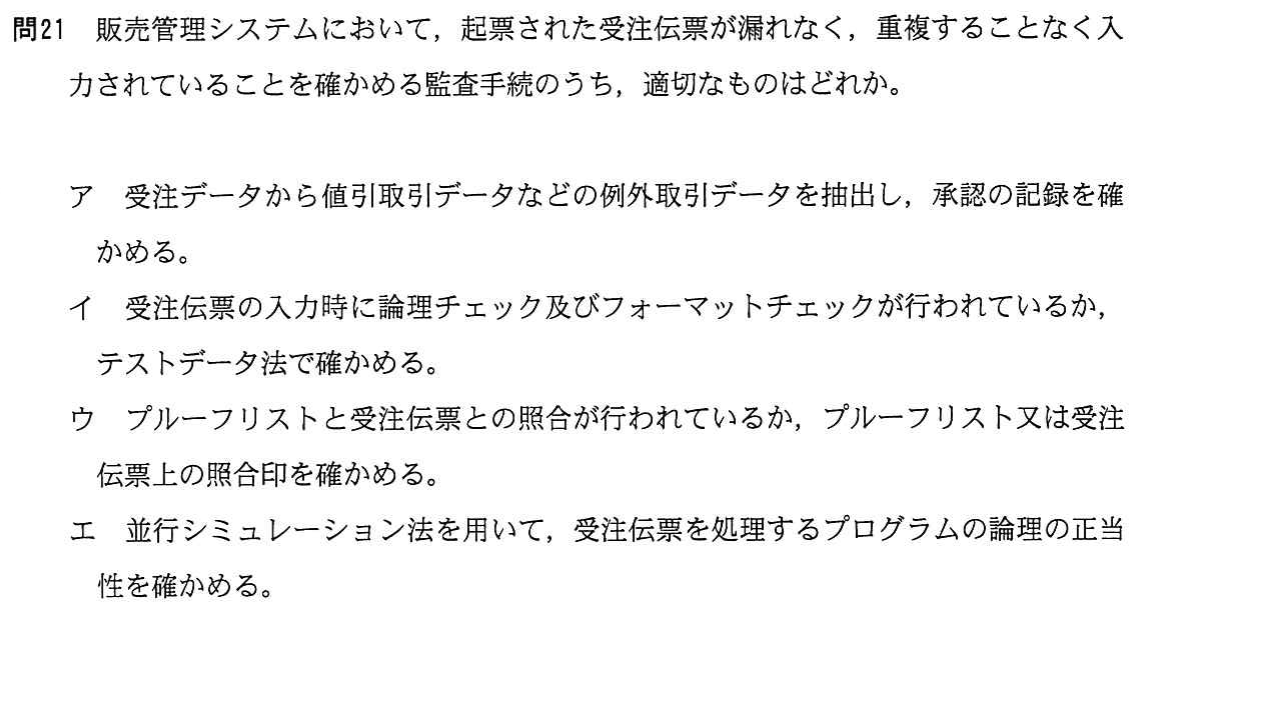 問21 販売管理システムにおいて，起票された受注伝票が漏れなく，重複することなく入
力されていることを確かめる監査手続のうち，適切なものはどれか。
ア 受注データから値引取引データなどの例外取引データを抽出し，承認の記録を確
かめる。
イ 受注伝票の入力時に論理チェック及びフォーマットチェックが行われているか，
テストデータ法で確かめる。
ウ プルーフリストと受注伝票との照合が行われているか，プルーフリスト又は受注
伝票上の照合印を確かめる。
エ 並行シミュレーション法を用いて，受注伝票を処理するプログラムの論理の正当
性を確かめる。